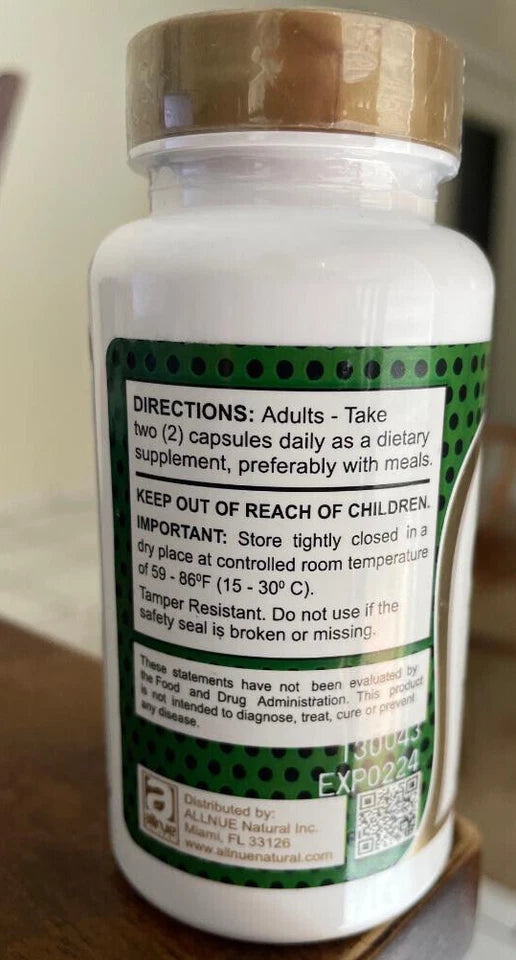 DIRECTIONS: Adults - Take
two (2) capsules daily as a dietary
supplement, preferably with meals.
KEEP OUT OF REACH OF CHILDREN.
IMPORTANT: Store tightly closed in a
dry place at controlled room temperature
of 59 - 86ºF (15 - 30º C).
Tamper Resistant. Do not use if the
safety seal is broken or missing.
These statements have not been evaluated by
the Food and Drug Administration. This product
is not intended to diagnose, treat, cure or prevent
any disease.
130043
EXP0224
a
allnue
Distributed by:
ALLNUE Natural Inc.
Miami, FL 33126
www.allnuenatural.com